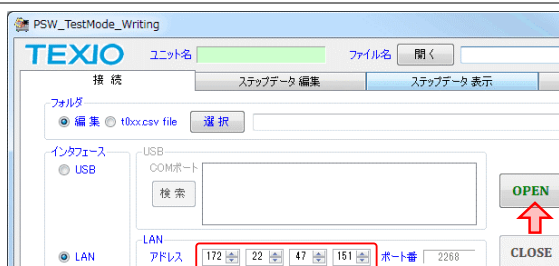 PSW_TestMode_Writing
TEXIO ユニット名 ファイル名 開く
接 続 ステップデータ 編集 ステップデータ 表示
フォルダ
編 集 t0xx.csv file 選 択
インタフェース USB
USB COMポート
検 索
OPEN
LAN
LAN アドレス 172 22 47 151 ポート番 2268 CLOSE